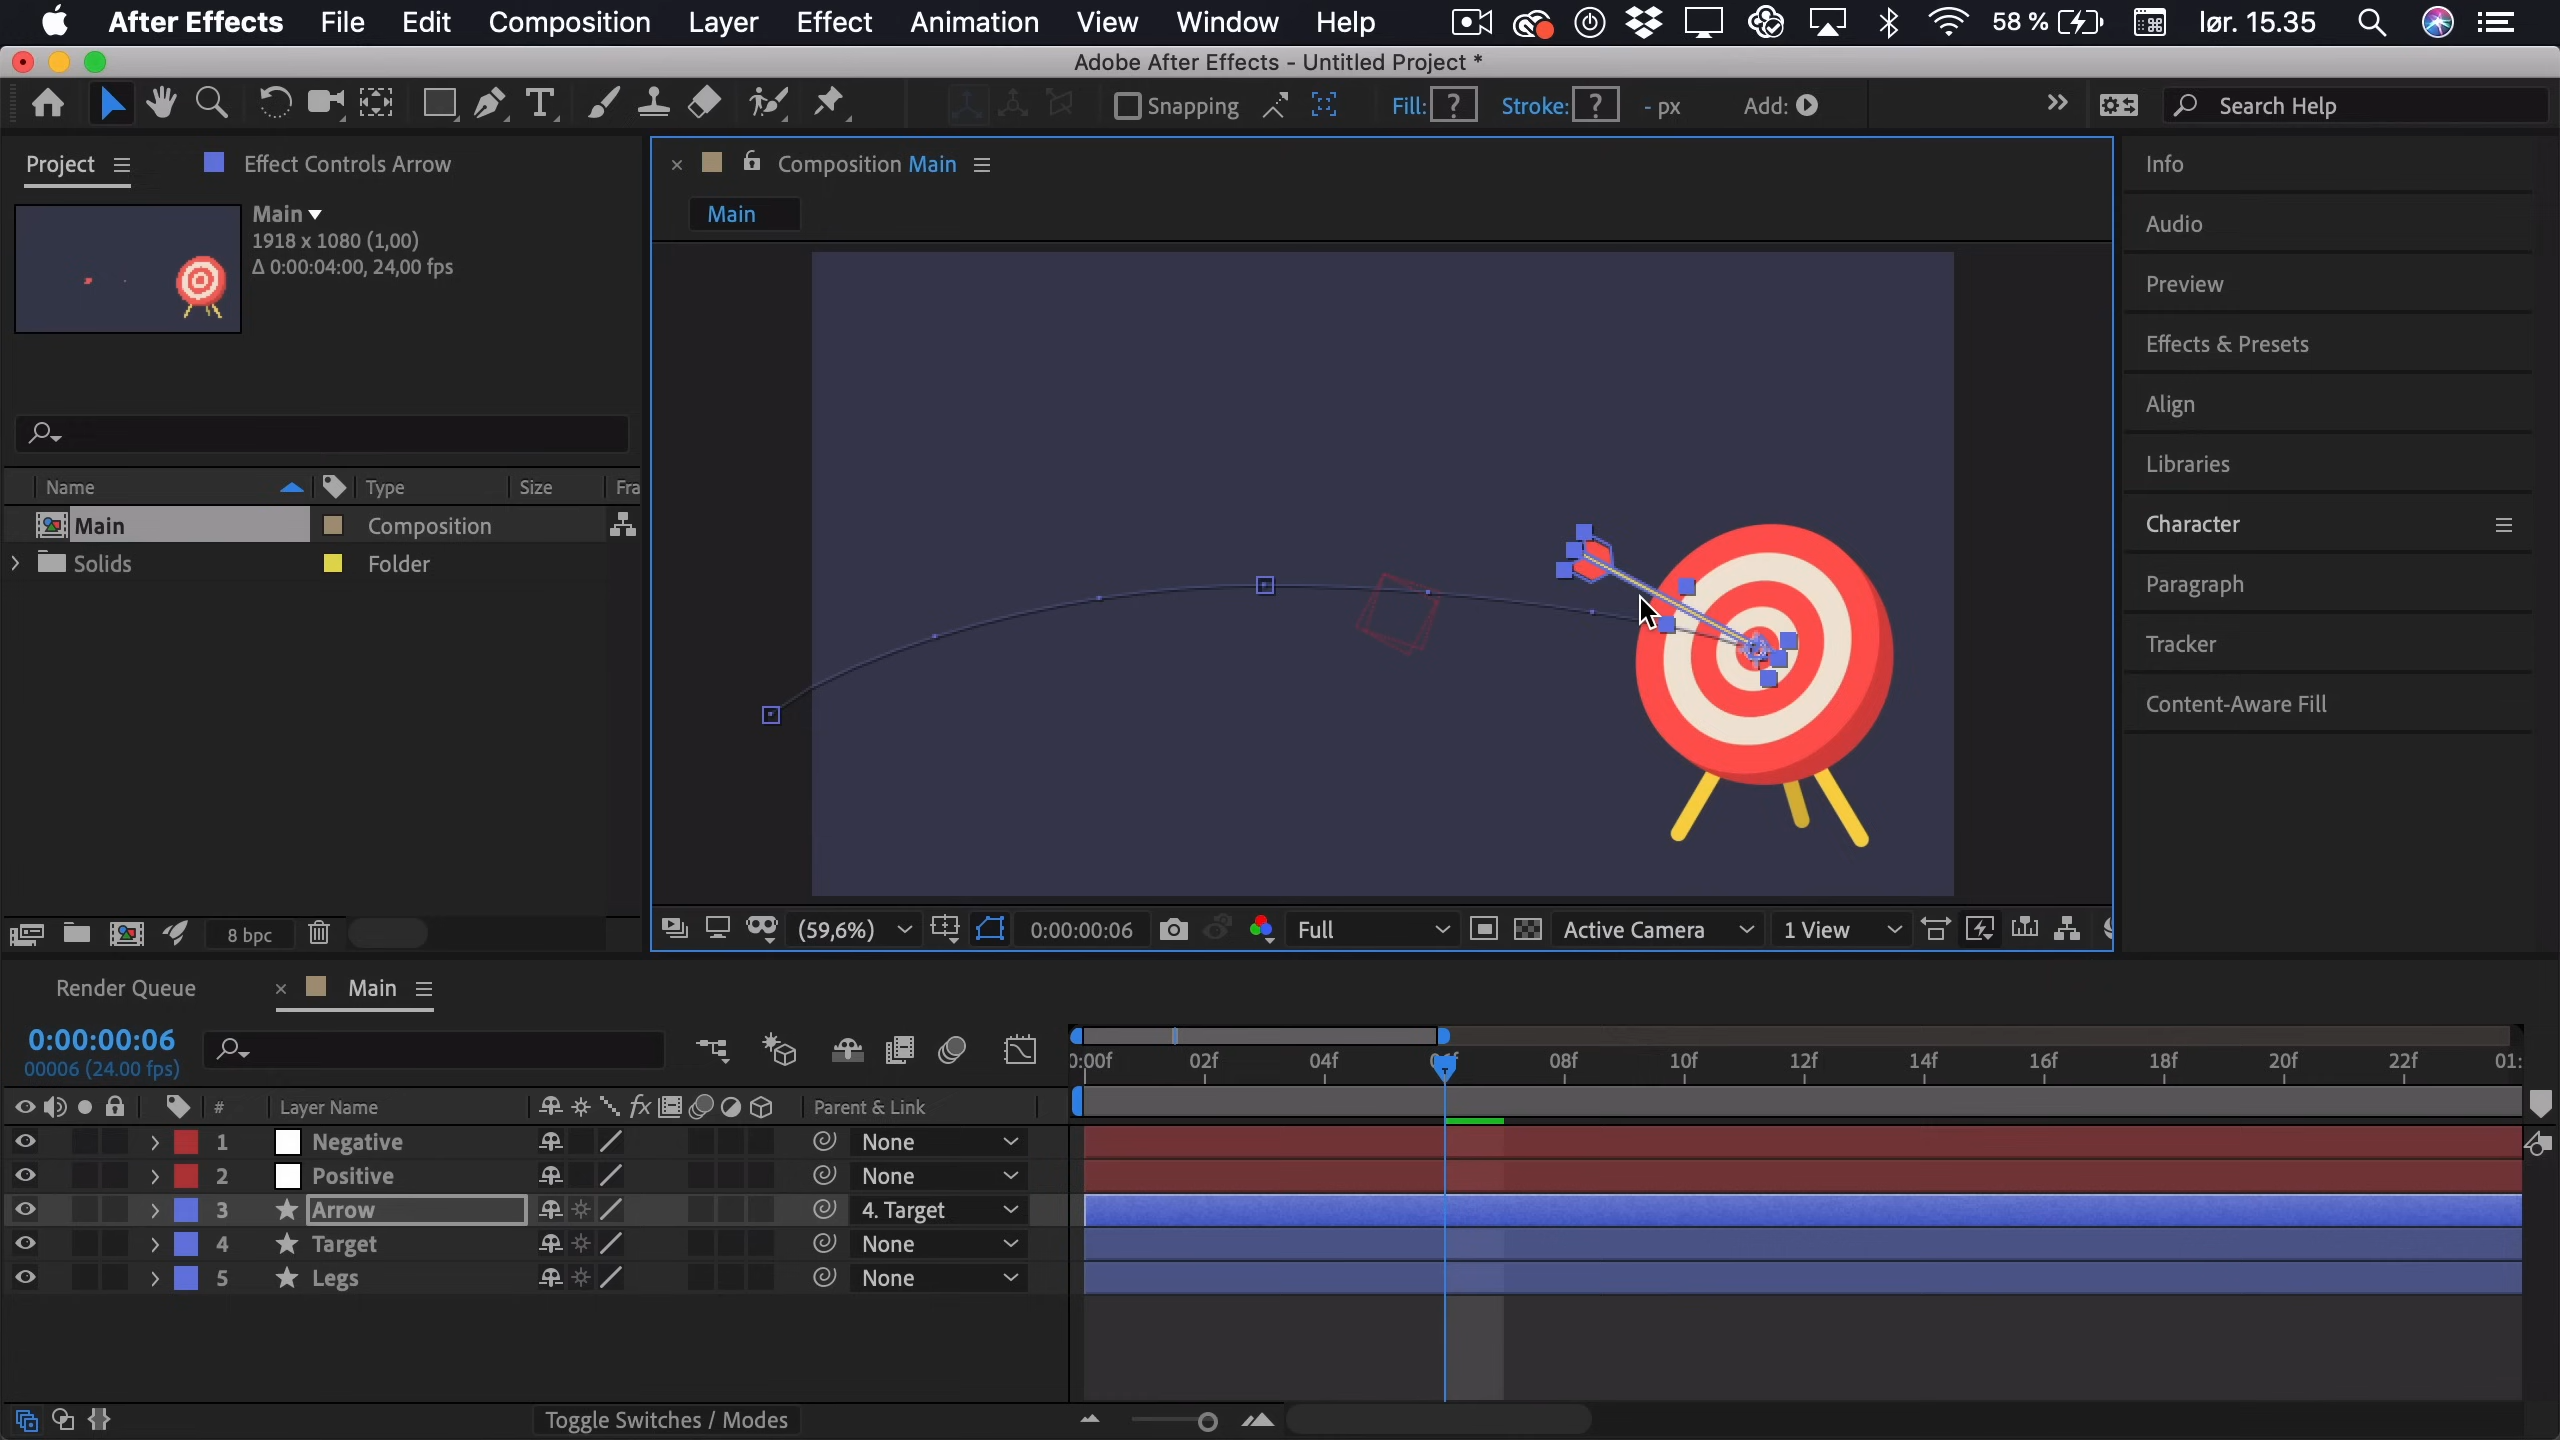 After Effects File Edit Composition Layer Effect Animation View Window Help 58 % lør. 15.35
Adobe After Effects - Untitled Project *
Snapping Fill: ? Stroke: ? - px Add: Search Help
Project Effect Controls Arrow
Composition Main
Main
Main
1918 x 1080 (1,00)
Δ 0:00:04:00, 24,00 fps
Name Type Size Fra
Main Composition
Solids Folder
8 bpc
(59,6%) 0:00:00:06 Full Active Camera 1 View
Info
Audio
Preview
Effects & Presets
Align
Libraries
Character
Paragraph
Tracker
Content-Aware Fill
Render Queue Main
0:00:00:06
00006 (24.00 fps)
0:00f 02f 04f 08f 10f 12f 14f 16f 18f 20f 22f 01:
# Layer Name fx Parent & Link
1 Negative None
2 Positive None
3 Arrow 4. Target
4 Target None
5 Legs None
Toggle Switches / Modes